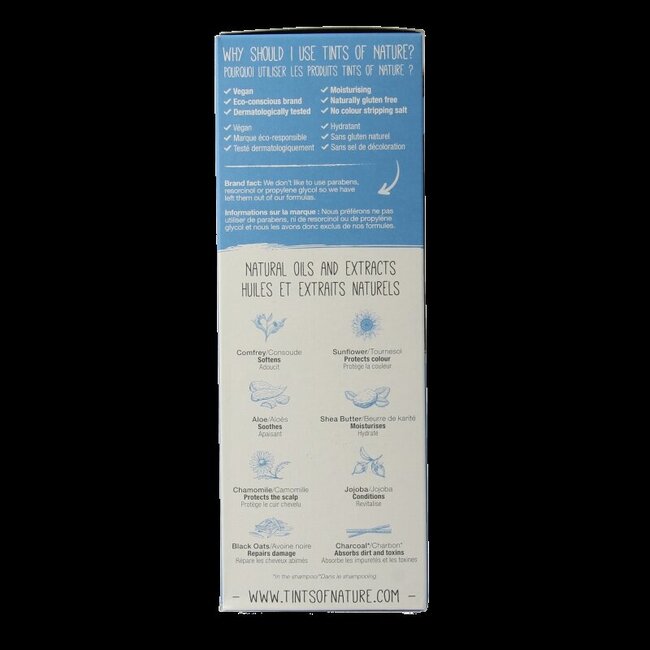 WHY SHOULD I USE TINTS OF NATURE?
POURQUOI UTILISER LES PRODUITS TINTS OF NATURE ?
✓ Vegan ✓ Moisturising
✓ Eco-conscious brand ✓ Naturally gluten free
✓ Dermatologically tested ✓ No colour stripping salt
✓ Végan ✓ Hydratant
✓ Marque éco-responsible ✓ Sans gluten naturel
✓ Testé dermatologiquement ✓ Sans sel de décoloration
Brand fact: We don't like to use parabens,
resorcinol or propylene glycol so we have
left them out of our formulas.
Informations sur la marque : Nous préférons ne pas
utiliser de parabens, ni de resorcinol ou de propylène
glycol et nous les avons donc exclus de nos formules.
NATURAL OILS AND EXTRACTS
HUILES ET EXTRAITS NATURELS
Comfrey/Consoude
Softens
Adoucit
Sunflower/Tournesol
Protects colour
Protège la couleur
Aloe/Aloès
Soothes
Apaisant
Shea Butter/Beurre de karité
Moisturises
Hydraté
Chamomile/Camomille
Protects the scalp
Protège le cuir chevelu
Jojoba/Jojoba
Conditions
Revitalise
Black Oats/Avoine noire
Repairs damage
Répare les cheveux abîmés
Charcoal*/Charbon*
Absorbs dirt and toxins
Absorbe les impuretés et les toxines
*In the shampoo/*Dans le shampooing
- WWW.TINTSOFNATURE.COM -